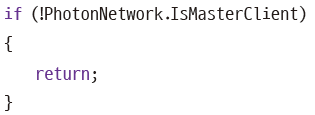 if (!PhotonNetwork.IsMasterClient)
{
    return;
}